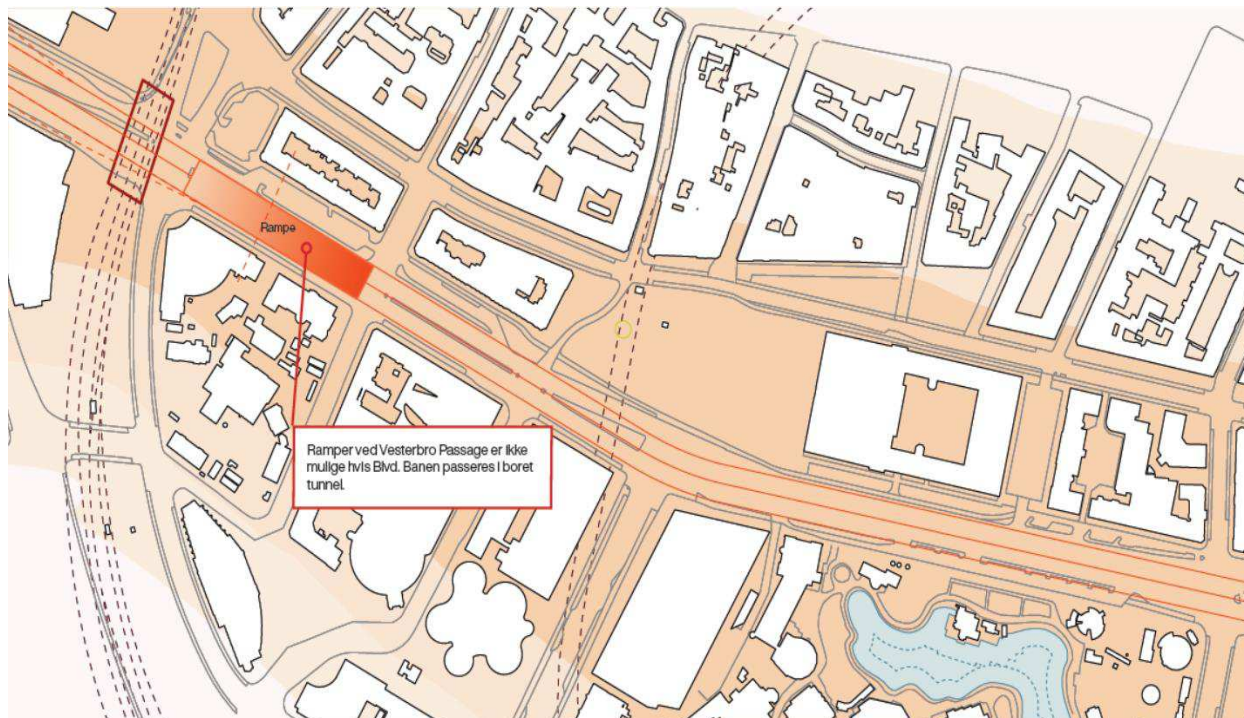 Rampe
Ramper ved Vesterbro Passage er ikke
mulige hvis Blvd. Banen passeres i boret
tunnel.